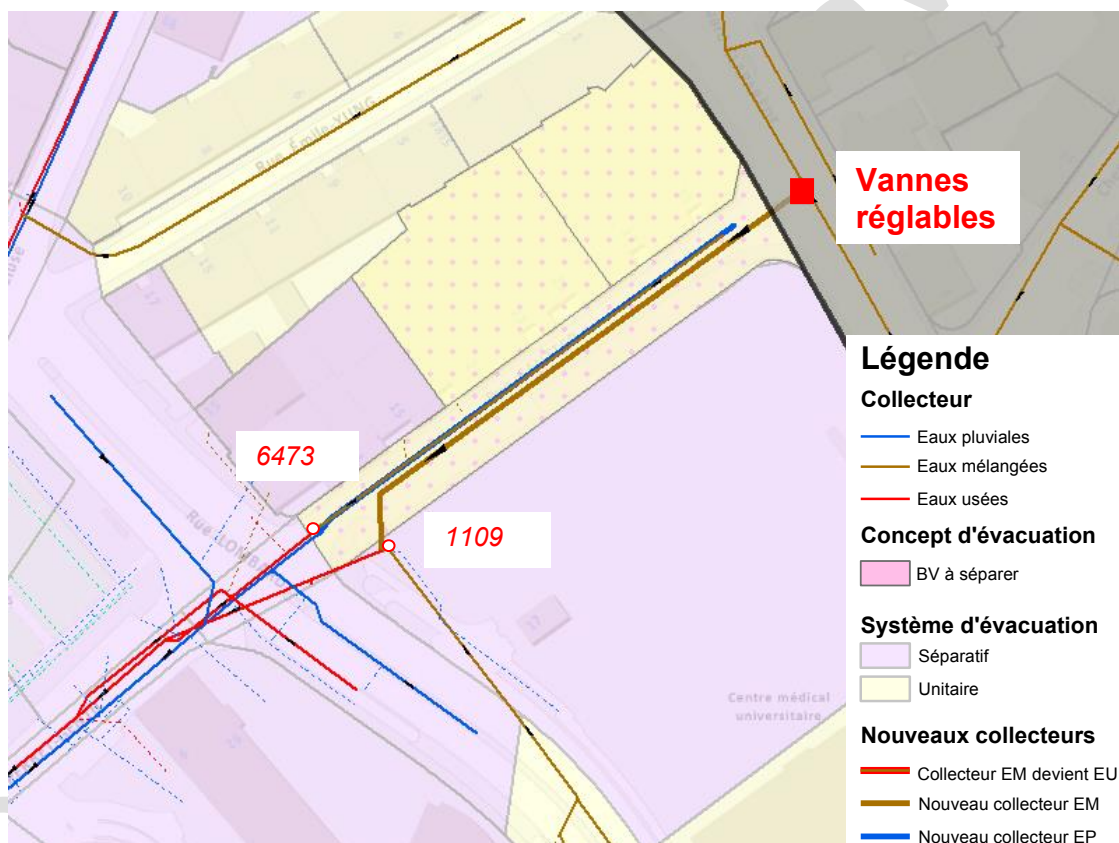 Rue Émile YUNG
Vannes
réglables
6473
1109
Rue LOMBARD
Centre médical
universitaire
Légende
Collecteur
Eaux pluviales
Eaux mélangées
Eaux usées
Concept d'évacuation
BV à séparer
Système d'évacuation
Séparatif
Unitaire
Nouveaux collecteurs
Collecteur EM devient EU
Nouveau collecteur EM
Nouveau collecteur EP